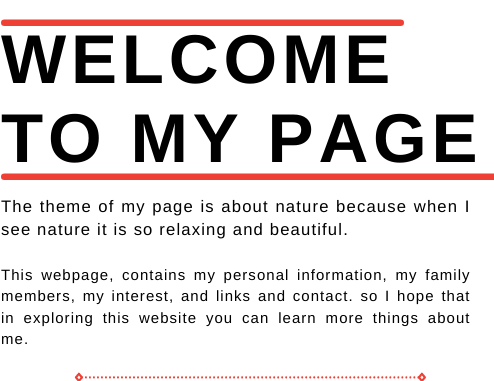 WELCOME
TO MY PAGE
The theme of my page is about nature because when I
see nature it is so relaxing and beautiful.
This webpage, contains my personal information, my family
members, my interest, and links and contact. so I hope that
in exploring this website you can learn more things about
me.